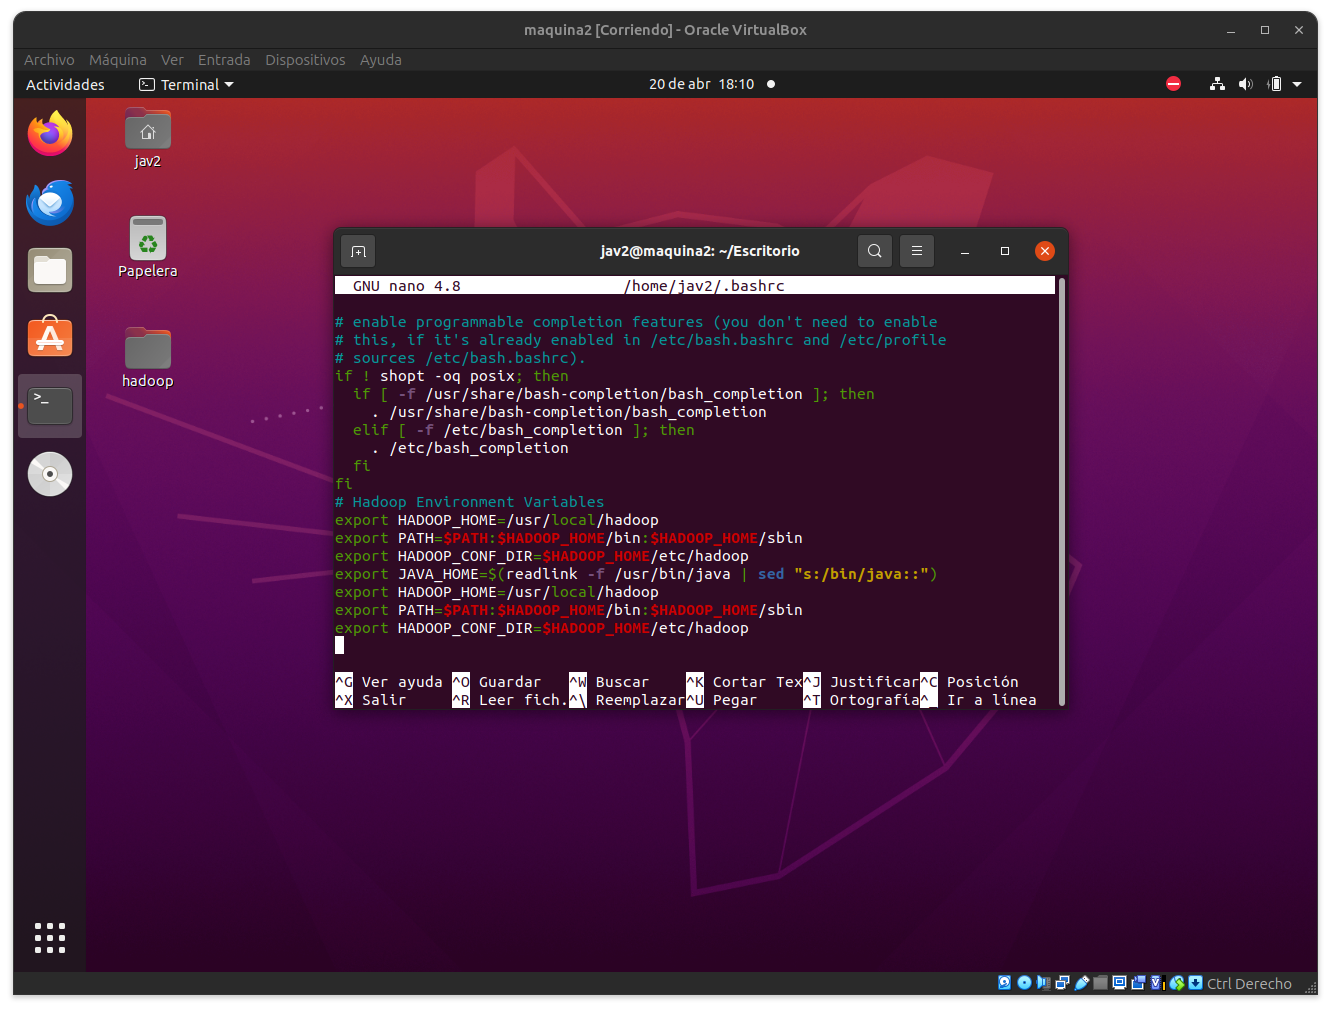 maquina2 [Corriendo] - Oracle VirtualBox
Archivo Máquina Ver Entrada Dispositivos Ayuda
Actividades Terminal 20 de abr 18:10
jav2
Papelera
hadoop
jav2@maquina2: ~/Escritorio
GNU nano 4.8 /home/jav2/.bashrc
# enable programmable completion features (you don't need to enable
# this, if it's already enabled in /etc/bash.bashrc and /etc/profile
# sources /etc/bash.bashrc).
if ! shopt -oq posix; then
  if [ -f /usr/share/bash-completion/bash_completion ]; then
    . /usr/share/bash-completion/bash_completion
  elif [ -f /etc/bash_completion ]; then
    . /etc/bash_completion
  fi
fi
# Hadoop Environment Variables
export HADOOP_HOME=/usr/local/hadoop
export PATH=$PATH:$HADOOP_HOME/bin:$HADOOP_HOME/sbin
export HADOOP_CONF_DIR=$HADOOP_HOME/etc/hadoop
export JAVA_HOME=$(readlink -f /usr/bin/java | sed "s:/bin/java::")
export HADOOP_HOME=/usr/local/hadoop
export PATH=$PATH:$HADOOP_HOME/bin:$HADOOP_HOME/sbin
export HADOOP_CONF_DIR=$HADOOP_HOME/etc/hadoop
^G Ver ayuda ^O Guardar ^W Buscar ^K Cortar Tex^J Justificar^C Posición
^X Salir ^R Leer fich.^\ Reemplazar^U Pegar ^T Ortografía^_ Ir a línea
Ctrl Derecho